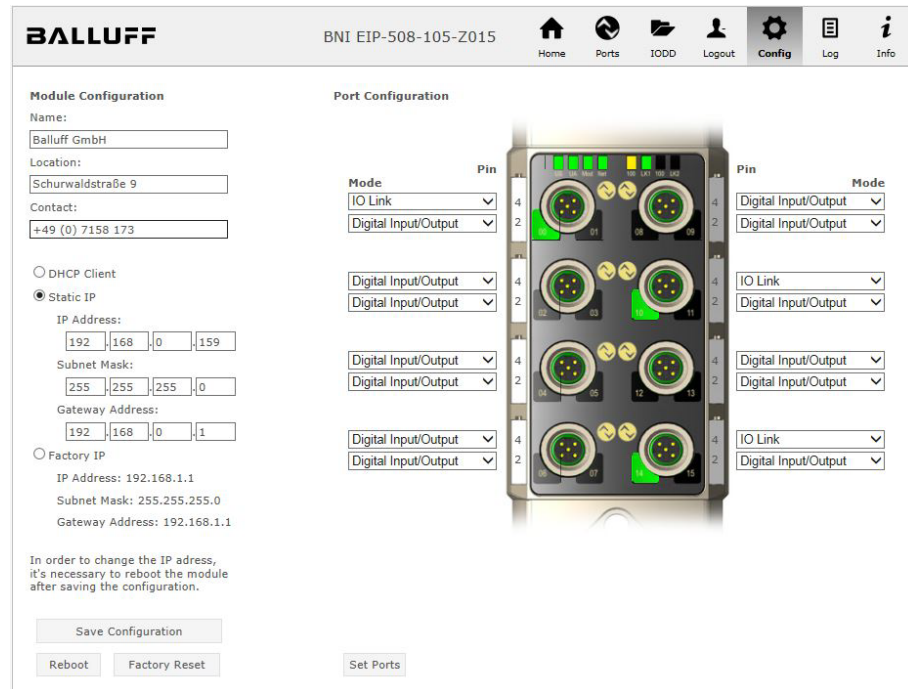 BALLUFF
BNI EIP-508-105-Z015
Home Ports IODD Logout Config Log Info
Module Configuration
Name:
Balluff GmbH
Location:
Schurwaldstraße 9
Contact:
+49 (0) 7158 173
DHCP Client
Static IP
IP Address:
192 .168 .0 .159
Subnet Mask:
255 .255 .255 .0
Gateway Address:
192 .168 .0 .1
Factory IP
IP Address: 192.168.1.1
Subnet Mask: 255.255.255.0
Gateway Address: 192.168.1.1
In order to change the IP adress,
it's necessary to reboot the module
after saving the configuration.
Save Configuration
Reboot Factory Reset
Port Configuration
Pin Pin
Mode Mode
US UA Mod Net 100 LK1 100 LK2
IO Link 4 4 Digital Input/Output
Digital Input/Output 2 2 Digital Input/Output
00 01 08 09
Digital Input/Output 4 4 IO Link
Digital Input/Output 2 2 Digital Input/Output
02 03 10 11
Digital Input/Output 4 4 Digital Input/Output
Digital Input/Output 2 2 Digital Input/Output
04 05 12 13
Digital Input/Output 4 4 IO Link
Digital Input/Output 2 2 Digital Input/Output
06 07 14 15
Set Ports